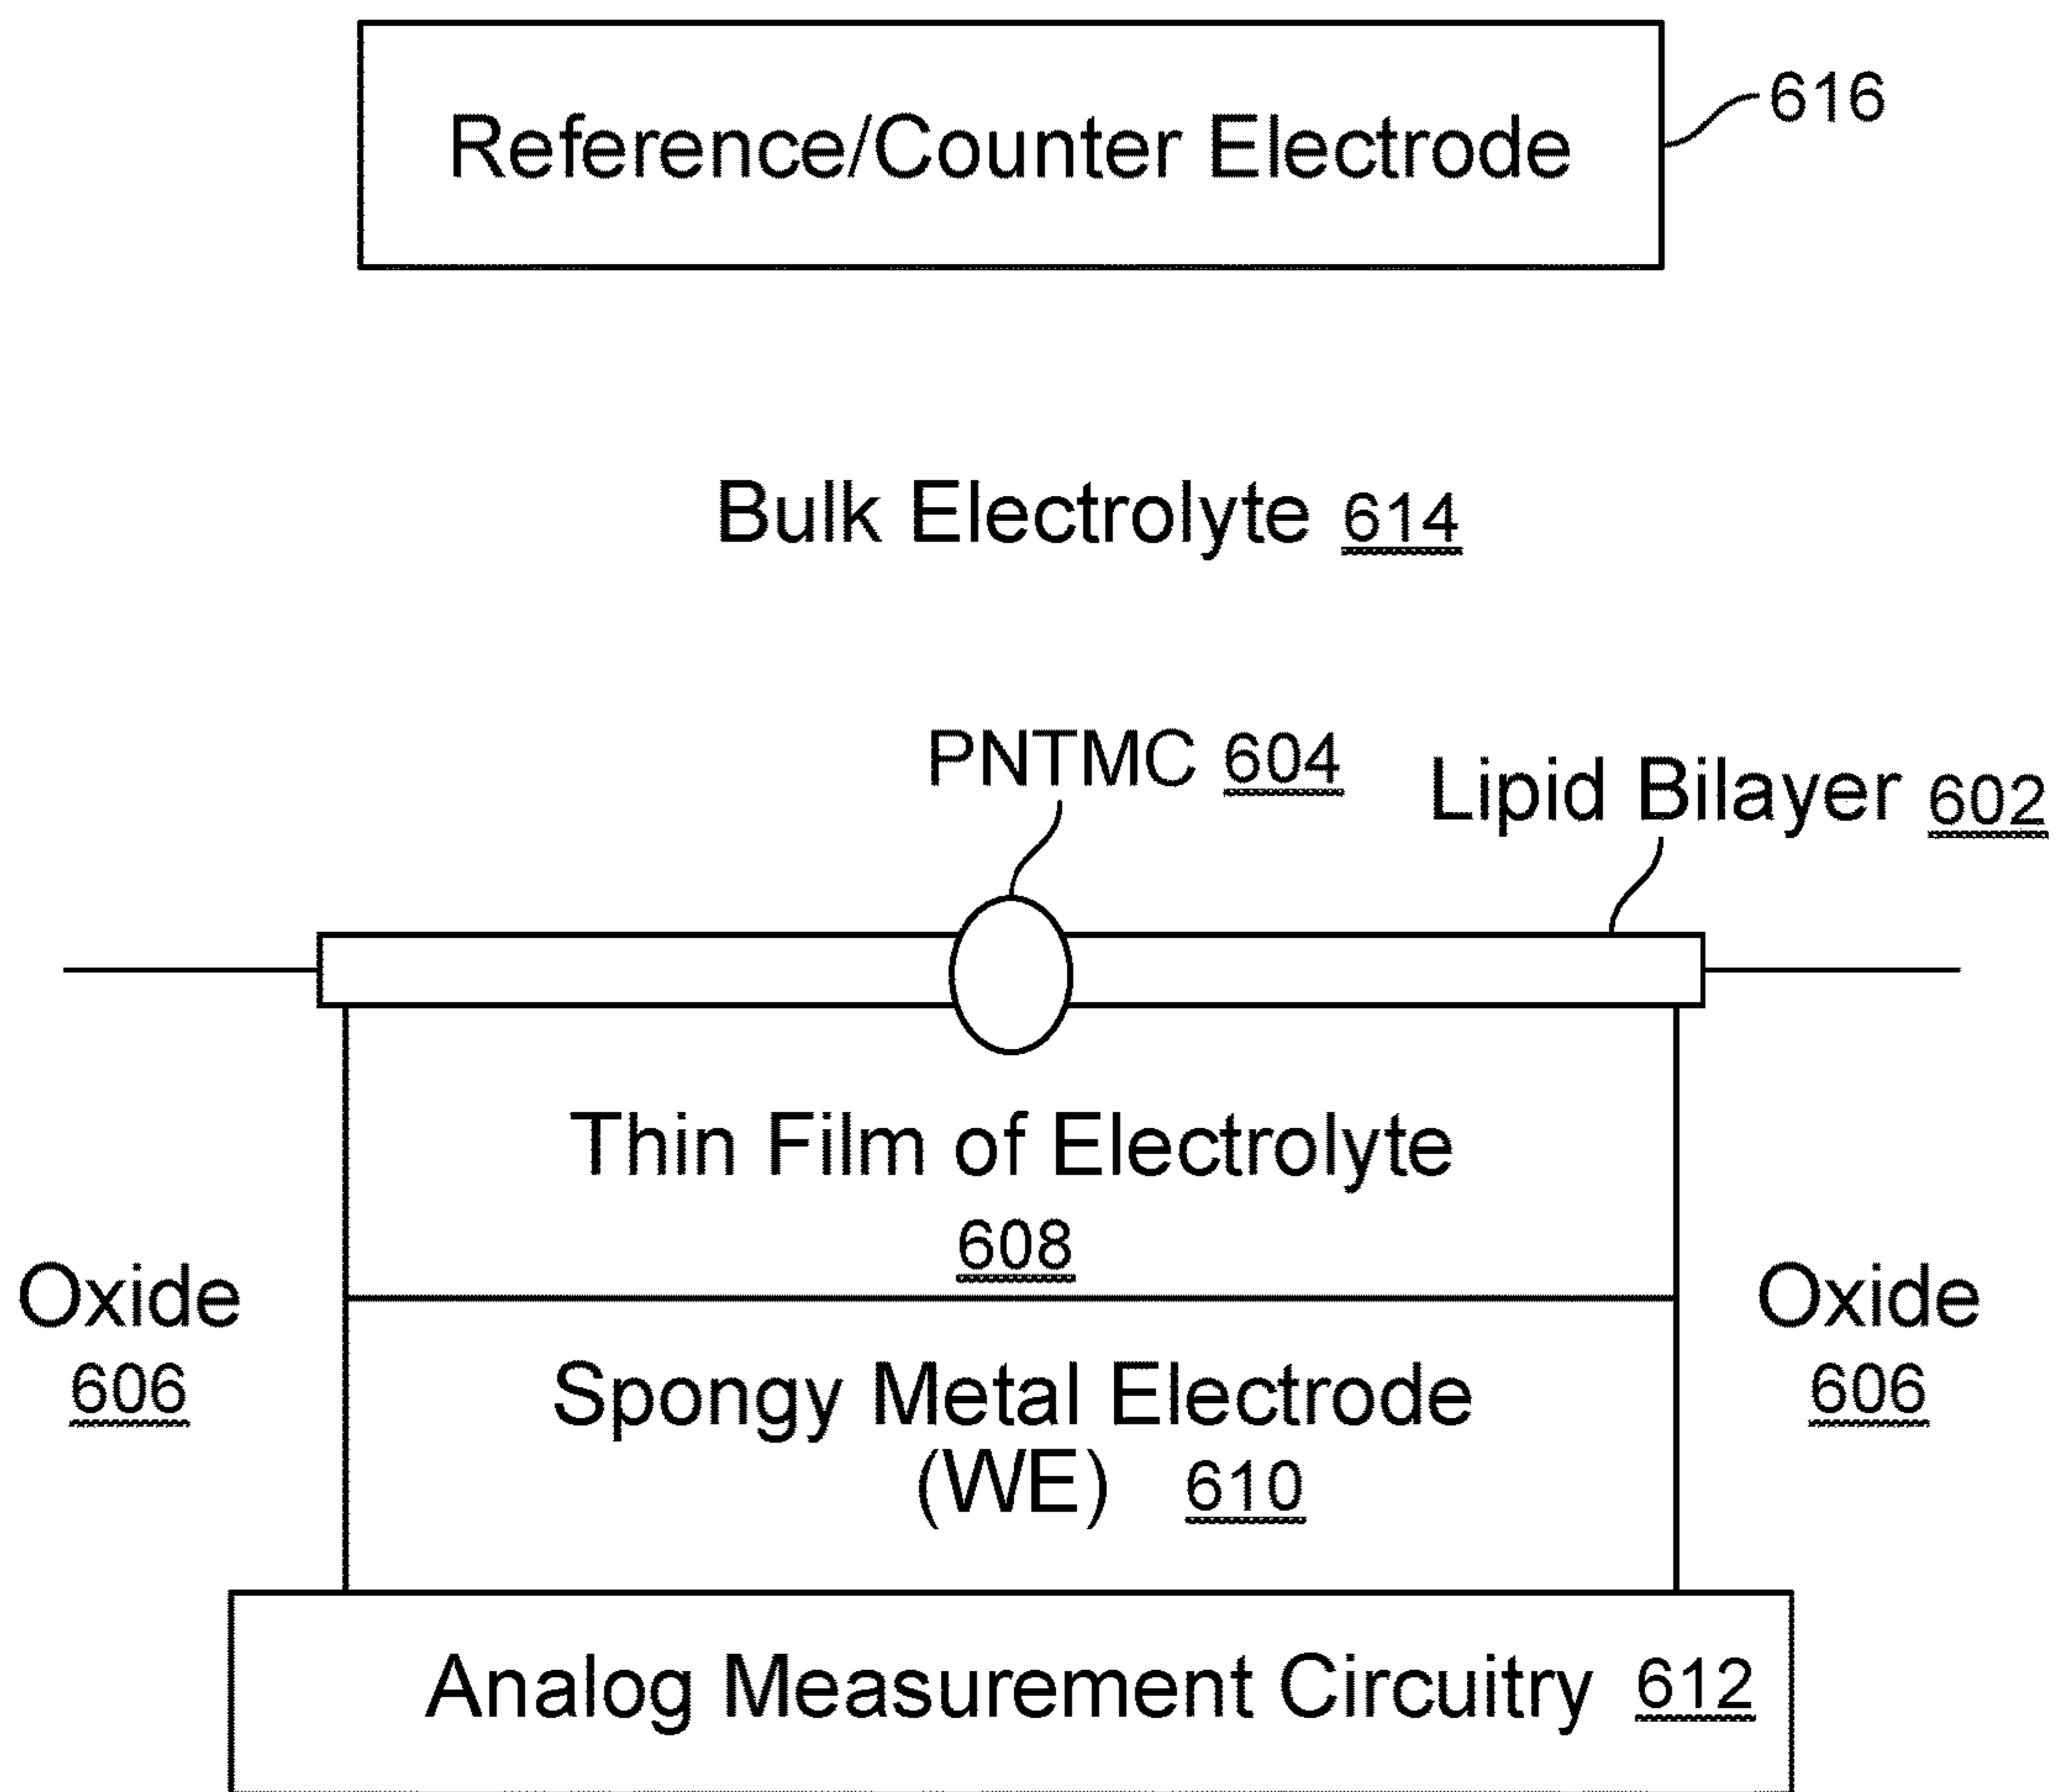 Reference/Counter Electrode
616
Bulk Electrolyte 614
PNTMC 604
Lipid Bilayer 602
Thin Film of Electrolyte
608
Oxide
606
Oxide
606
Spongy Metal Electrode
(WE) 610
Analog Measurement Circuitry 612